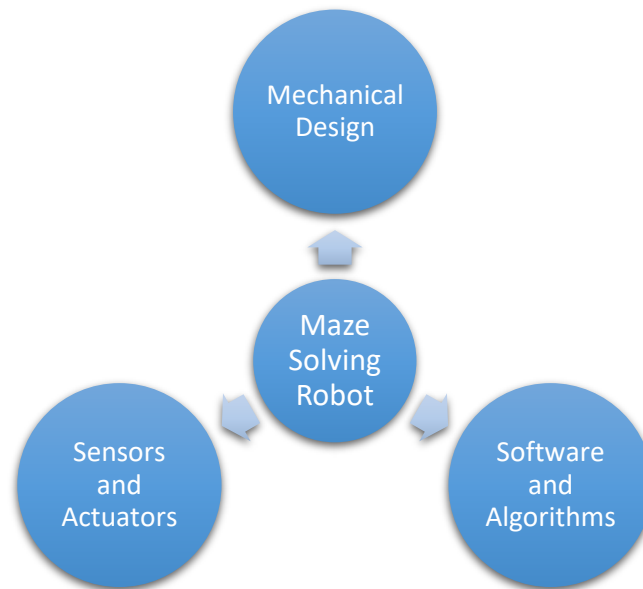 Mechanical
Design
Maze
Solving
Robot
Sensors
and
Actuators
Software
and
Algorithms